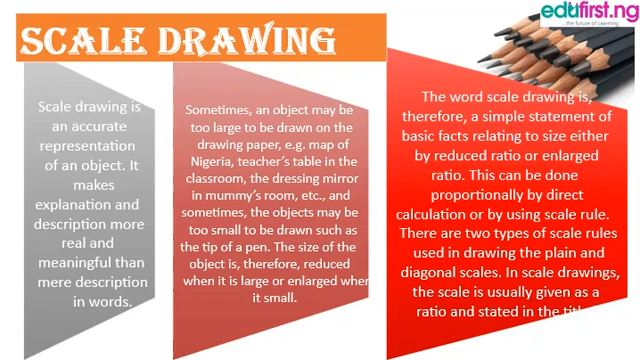 edufirst.ng
...the future of Learning
SCALE DRAWING
Scale drawing is
an accurate
representation
of an object. It
makes
explanation and
description more
real and
meaningful than
mere description
in words.
Sometimes, an object may be
too large to be drawn on the
drawing paper, e.g. map of
Nigeria, teacher's table in the
classroom, the dressing mirror
in mummy's room, etc., and
sometimes, the objects may be
too small to be drawn such as
the tip of a pen. The size of the
object is, therefore, reduced
when it is large or enlarged when
it small.
The word scale drawing is,
therefore, a simple statement of
basic facts relating to size either
by reduced ratio or enlarged
ratio. This can be done
proportionally by direct
calculation or by using scale rule.
There are two types of scale rules
used in drawing the plain and
diagonal scales. In scale drawings,
the scale is usually given as a
ratio and stated in the title